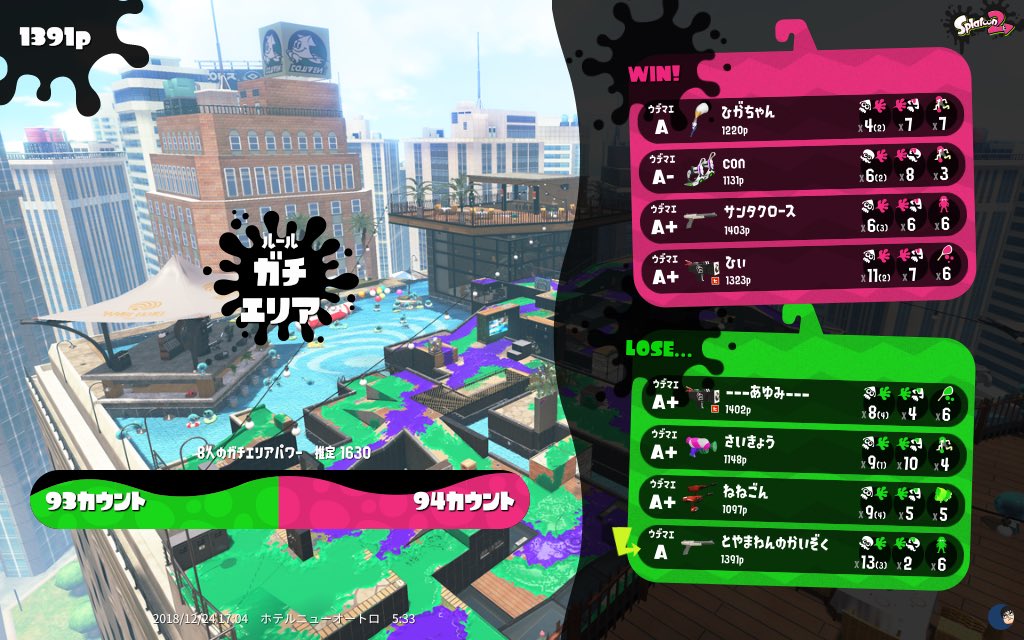 1391p
Splatoon 2
WIN!
ウデマエ
A
ひがちゃん
1220p
x4(2) x7 x7
ウデマエ
A-
con
1131p
x6(2) x8 x3
ウデマエ
A+
サンタクロース
1403p
x6(3) x6 x6
ウデマエ
A+
ひい
1323p
x11(2) x7 x6
ルール
ガチ
エリア
LOSE...
ウデマエ
A+
---あゆみ---
1402p
x8(4) x4 x6
ウデマエ
A+
さいきょう
1148p
x9(1) x10 x4
ウデマエ
A+
ねねごん
1097p
x9(4) x5 x5
ウデマエ
A
とやまわんのかいぞく
1391p
x13(3) x2 x6
8人のガチエリアパワー 推定 1630
93カウント
94カウント
2018/12/24 17:04 ホテルニューオートロ 5:33